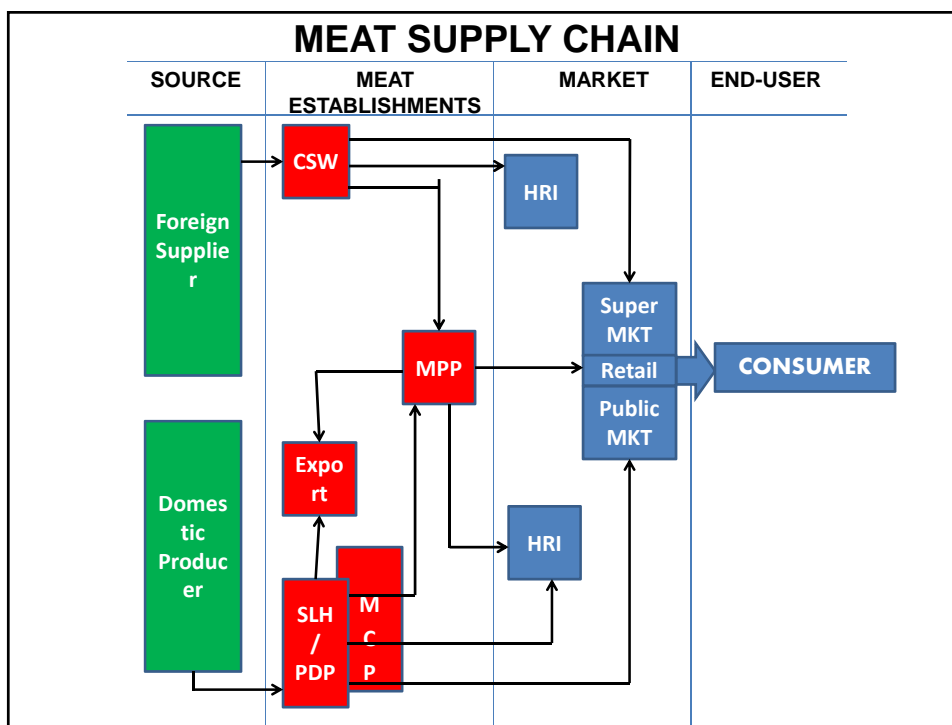 MEAT SUPPLY CHAIN
SOURCE
MEAT
ESTABLISHMENTS
MARKET
END-USER
Foreign
Supplie
r
CSW
HRI
Super
MKT
Retail
Public
MKT
CONSUMER
MPP
Expo
rt
Domes
tic
Produc
er
SLH
/
PDP
M
C
P
HRI